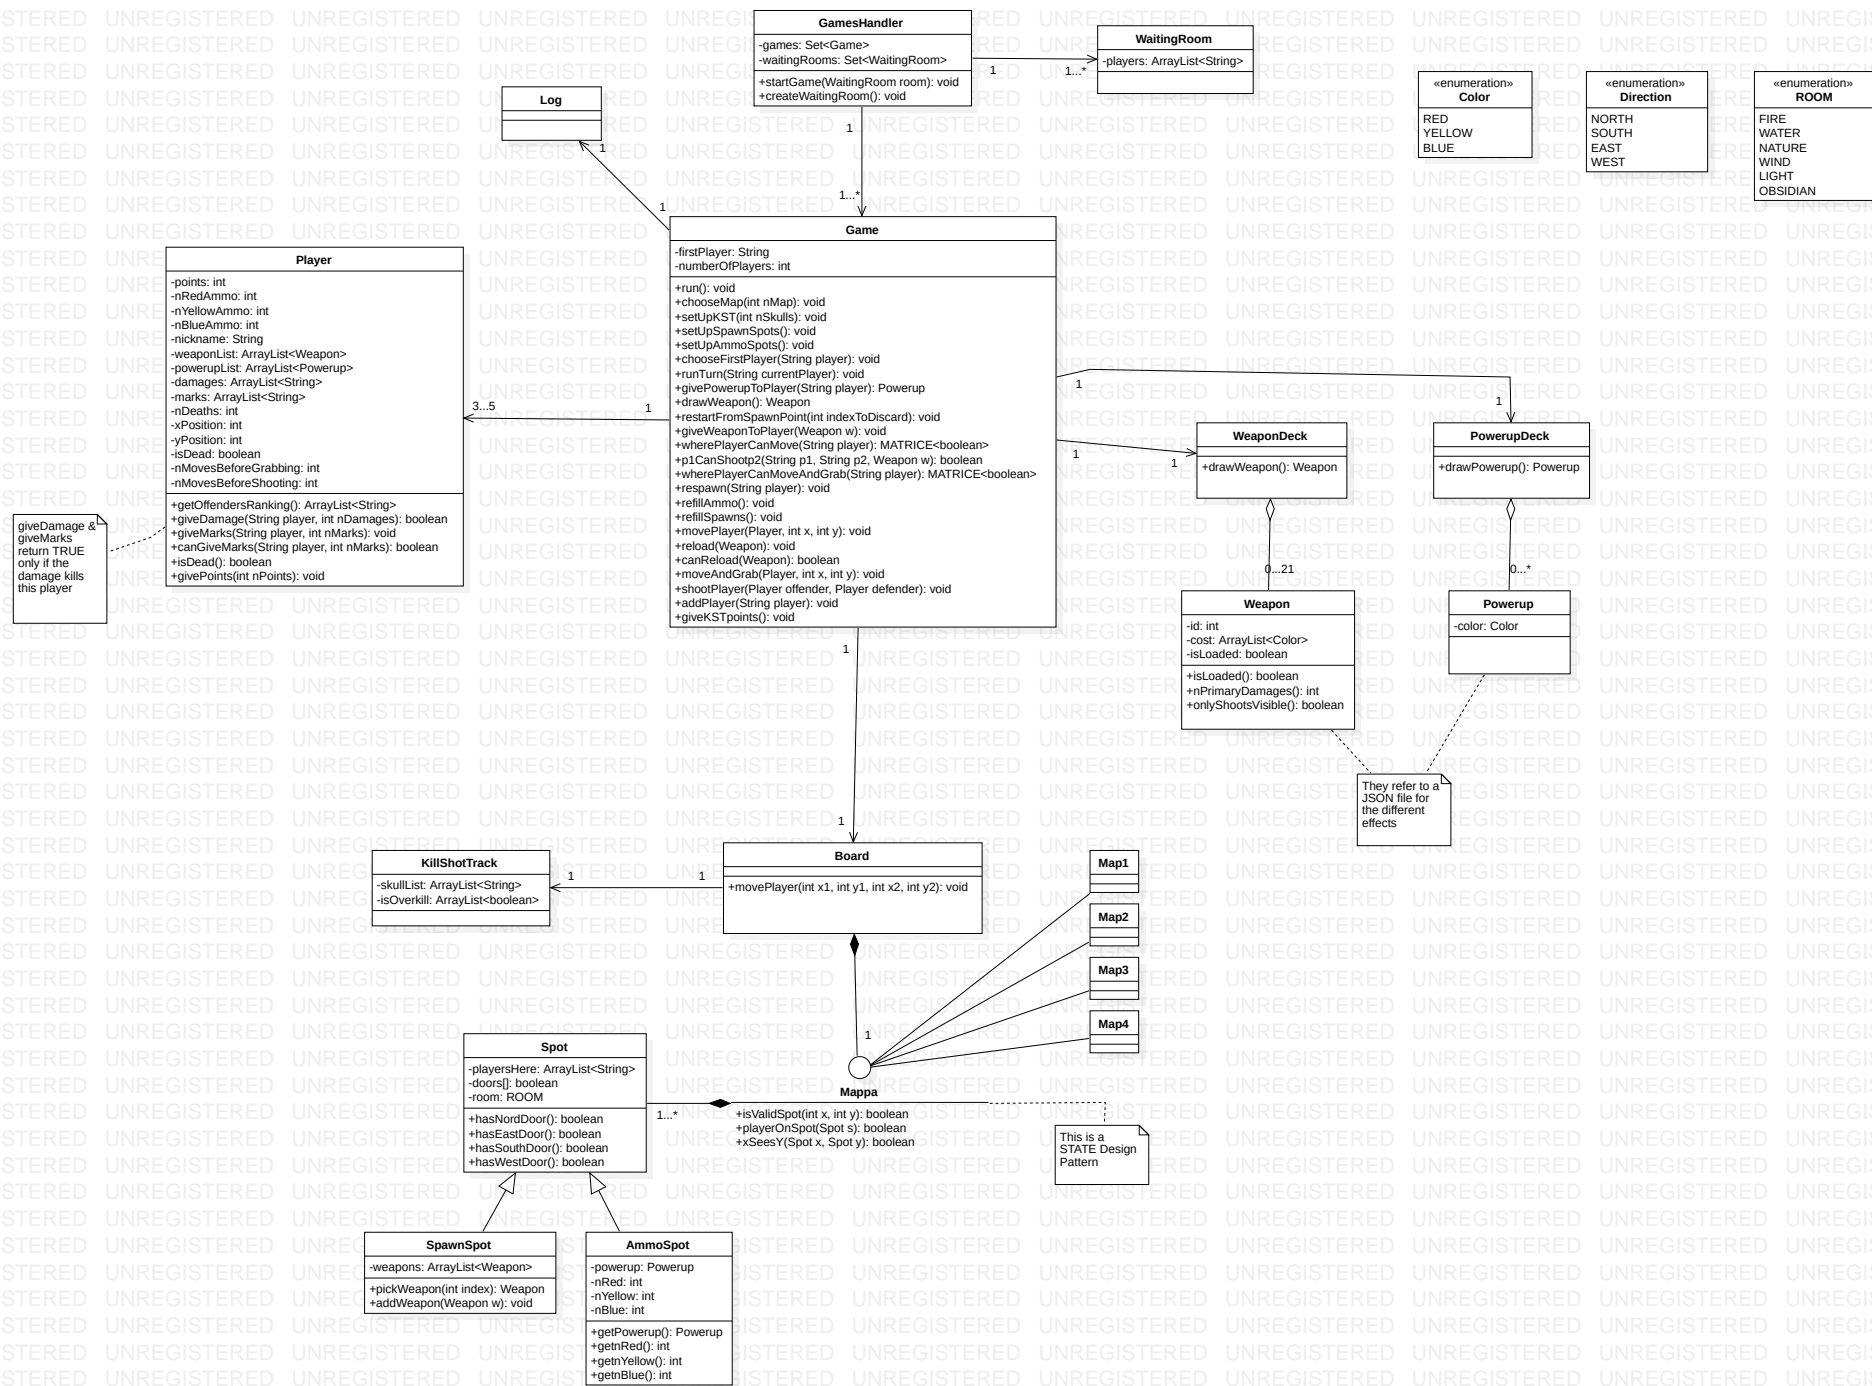 GamesHandler
-games: Set<Game>
-waitingRooms: Set<WaitingRoom>
+startGame(WaitingRoom room): void
+createWaitingRoom(): void
1
1...*
WaitingRoom
-players: ArrayList<String>
«enumeration»
Color
RED
YELLOW
BLUE
«enumeration»
Direction
NORTH
SOUTH
EAST
WEST
«enumeration»
ROOM
FIRE
WATER
NATURE
WIND
LIGHT
OBSIDIAN
Log
1
1
1
1...*
Game
-firstPlayer: String
-numberOfPlayers: int
+run(): void
+chooseMap(int nMap): void
+setUpKST(int nSkulls): void
+setUpSpawnSpots(): void
+setUpAmmoSpots(): void
+chooseFirstPlayer(String player): void
+runTurn(String currentPlayer): void
+givePowerupToPlayer(String player): Powerup
+drawWeapon(): Weapon
+restartFromSpawnPoint(int indexToDiscard): void
+giveWeaponToPlayer(Weapon w): void
+wherePlayerCanMove(String player): MATRICE<boolean>
+p1CanShootp2(String p1, String p2, Weapon w): boolean
+wherePlayerCanMoveAndGrab(String player): MATRICE<boolean>
+respawn(String player): void
+refillAmmo(): void
+refillSpawns(): void
+movePlayer(Player, int x, int y): void
+reload(Weapon): void
+canReload(Weapon): boolean
+moveAndGrab(Player, int x, int y): void
+shootPlayer(Player offender, Player defender): void
+addPlayer(String player): void
+giveKSTpoints(): void
Player
-points: int
-nRedAmmo: int
-nYellowAmmo: int
-nBlueAmmo: int
-nickname: String
-weaponList: ArrayList<Weapon>
-powerupList: ArrayList<Powerup>
-damages: ArrayList<String>
-marks: ArrayList<String>
-nDeaths: int
-xPosition: int
-yPosition: int
-isDead: boolean
-nMovesBeforeGrabbing: int
-nMovesBeforeShooting: int
+getOffendersRanking(): ArrayList<String>
+giveDamage(String player, int nDamages): boolean
+giveMarks(String player, int nMarks): void
+canGiveMarks(String player, int nMarks): boolean
+isDead(): boolean
+givePoints(int nPoints): void
3...5
1
giveDamage &
giveMarks
return TRUE
only if the
damage kills
this player
1
1
1
1
WeaponDeck
+drawWeapon(): Weapon
PowerupDeck
+drawPowerup(): Powerup
0...21
0...*
Weapon
-id: int
-cost: ArrayList<Color>
-isLoaded: boolean
+isLoaded(): boolean
+nPrimaryDamages(): int
+onlyShootsVisible(): boolean
Powerup
-color: Color
They refer to a
JSON file for
the different
effects
1
1
KillShotTrack
-skullList: ArrayList<String>
-isOverkill: ArrayList<boolean>
1
1
Board
+movePlayer(int x1, int y1, int x2, int y2): void
Map1
Map2
Map3
Map4
1
Mappa
+isValidSpot(int x, int y): boolean
+playerOnSpot(Spot s): boolean
+xSeesY(Spot x, Spot y): boolean
This is a
STATE Design
Pattern
1...*
Spot
-playersHere: ArrayList<String>
-doors[]: boolean
-room: ROOM
+hasNordDoor(): boolean
+hasEastDoor(): boolean
+hasSouthDoor(): boolean
+hasWestDoor(): boolean
SpawnSpot
-weapons: ArrayList<Weapon>
+pickWeapon(int index): Weapon
+addWeapon(Weapon w): void
AmmoSpot
-powerup: Powerup
-nRed: int
-nYellow: int
-nBlue: int
+getPowerup(): Powerup
+getnRed(): int
+getnYellow(): int
+getnBlue(): int